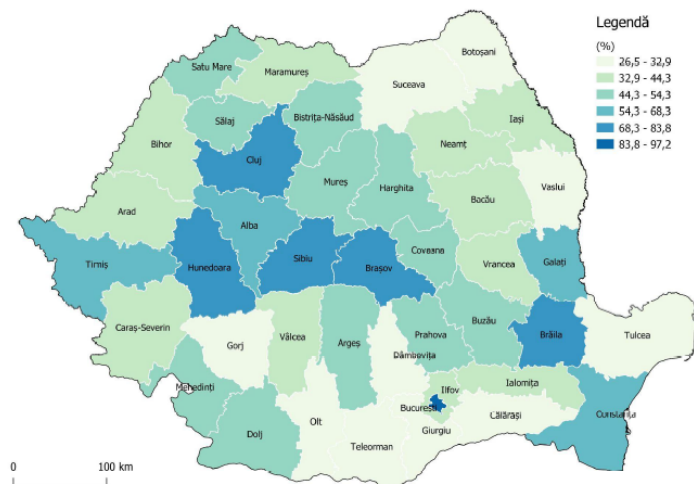 Legendă
(%)
26,5 - 32,9
32,9 - 44,3
44,3 - 54,3
54,3 - 68,3
68,3 - 83,8
83,8 - 97,2
Botoșani
Satu Mare
Maramureș
Suceava
Iași
Sălaj
Bistrița-Năsăud
Bihor
Neamț
Cluj
Mureș
Harghita
Vaslui
Bacău
Arad
Alba
Timiș
Hunedoara
Sibiu
Brașov
Coveana
Vrancea
Galați
Caraș-Severin
Gorj
Vâlcea
Argeș
Prahova
Buzău
Brăila
Tulcea
Dâmbevița
Mehedinți
Ilfov
Ialomița
București
Călărași
Constanța
Olt
Giurgiu
Dolj
Teleorman
0
100 km